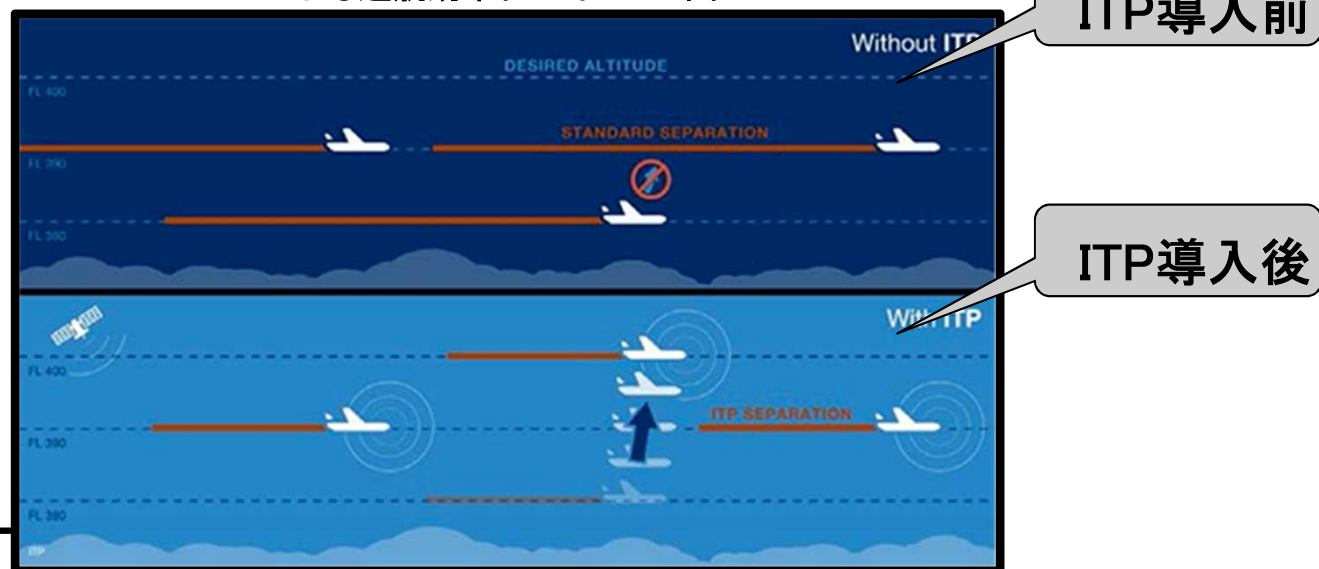 ITP導入前
Without ITP
DESIRED ALTITUDE
FL 400
STANDARD SEPARATION
FL 390
FL 380
ITP導入後
With ITP
FL 400
ITP SEPARATION
FL 390
FL 380
ITP